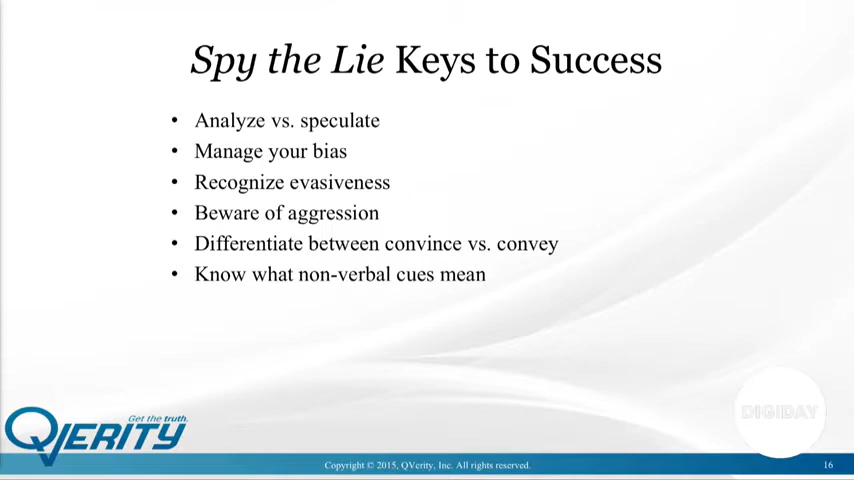 Spy the Lie Keys to Success
• Analyze vs. speculate
• Manage your bias
• Recognize evasiveness
• Beware of aggression
• Differentiate between convince vs. convey
• Know what non-verbal cues mean
Get the truth.
QVERITY
DIGIDAY
Copyright © 2015, QVerity, Inc. All rights reserved.
16